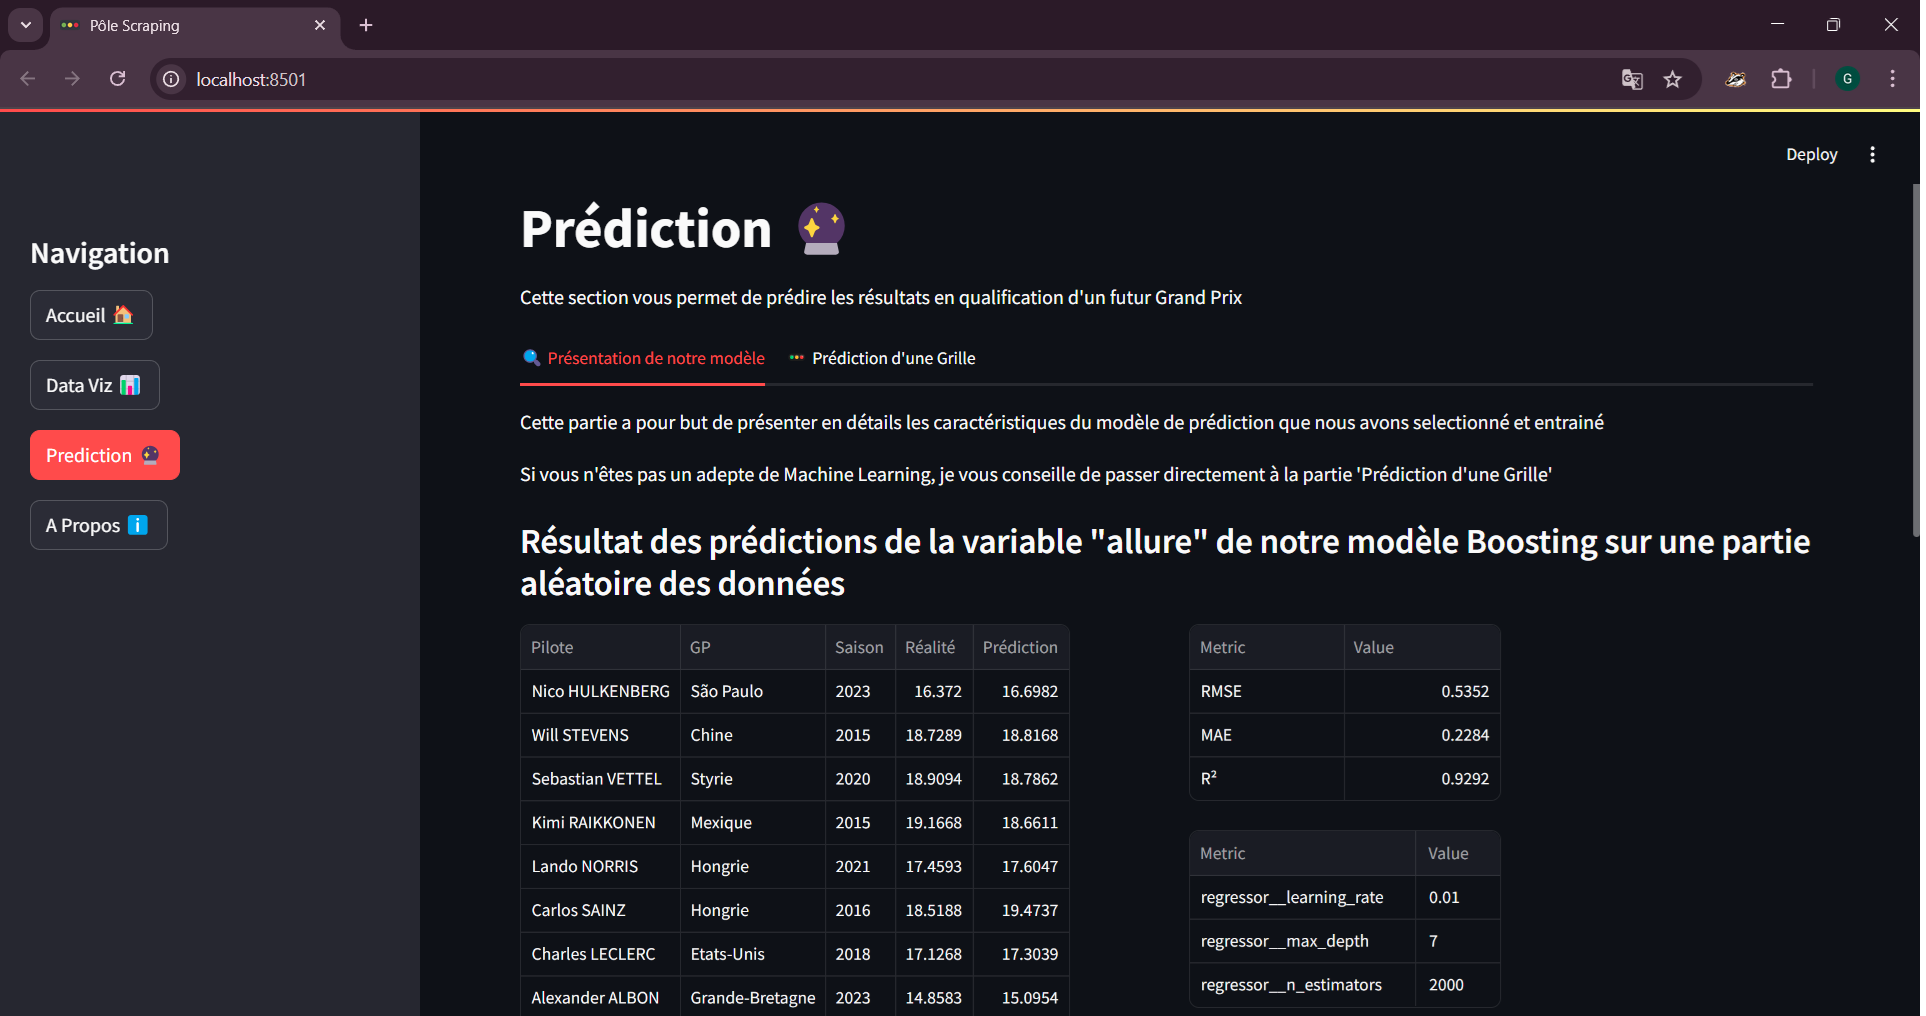 Pôle Scraping
localhost:8501
G
Deploy
Navigation
Accueil
Data Viz
Prediction
A Propos
Prédiction
Cette section vous permet de prédire les résultats en qualification d'un futur Grand Prix
Présentation de notre modèle Prédiction d'une Grille
Cette partie a pour but de présenter en détails les caractéristiques du modèle de prédiction que nous avons selectionné et entrainé
Si vous n'êtes pas un adepte de Machine Learning, je vous conseille de passer directement à la partie 'Prédiction d'une Grille'
Résultat des prédictions de la variable "allure" de notre modèle Boosting sur une partie
aléatoire des données
Pilote GP Saison Réalité Prédiction
Nico HULKENBERG São Paulo 2023 16.372 16.6982
Will STEVENS Chine 2015 18.7289 18.8168
Sebastian VETTEL Styrie 2020 18.9094 18.7862
Kimi RAIKKONEN Mexique 2015 19.1668 18.6611
Lando NORRIS Hongrie 2021 17.4593 17.6047
Carlos SAINZ Hongrie 2016 18.5188 19.4737
Charles LECLERC Etats-Unis 2018 17.1268 17.3039
Alexander ALBON Grande-Bretagne 2023 14.8583 15.0954
Metric Value
RMSE 0.5352
MAE 0.2284
R² 0.9292
Metric Value
regressor__learning_rate 0.01
regressor__max_depth 7
regressor__n_estimators 2000